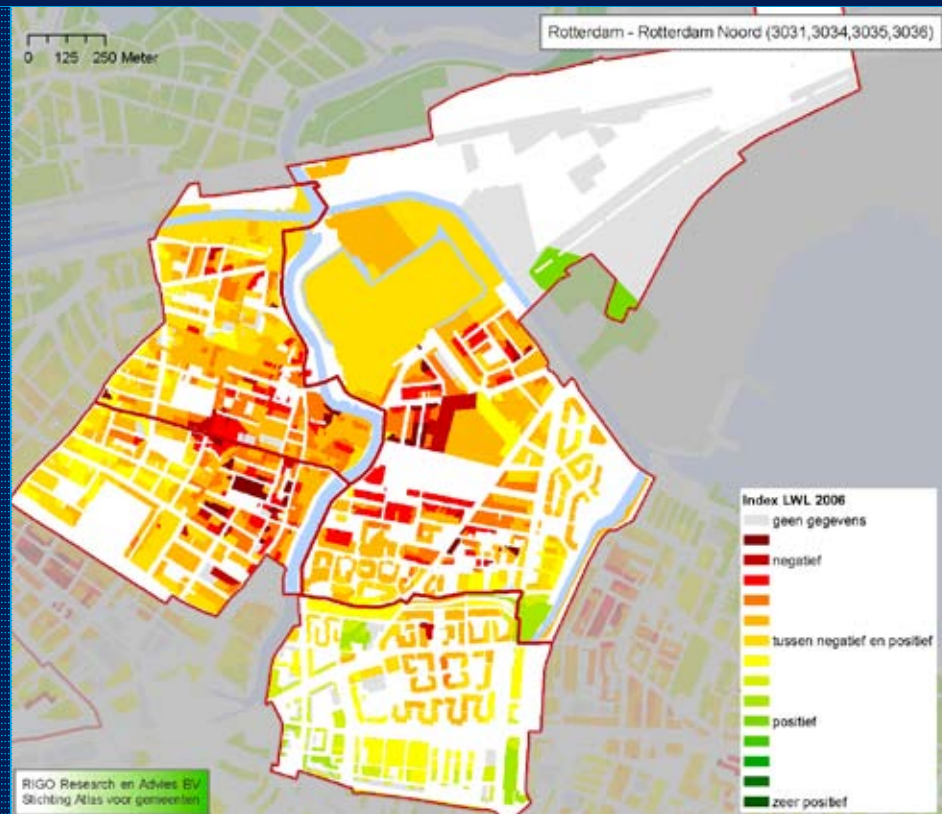 Rotterdam - Rotterdam Noord (3031,3034,3035,3036)
0 125 250 Meter
Index LWL 2006
geen gegevens
negatief
tussen negatief en positief
positief
zeer positief
RIGO Research en Advies BV
Stichting Atlas voor gemeenten